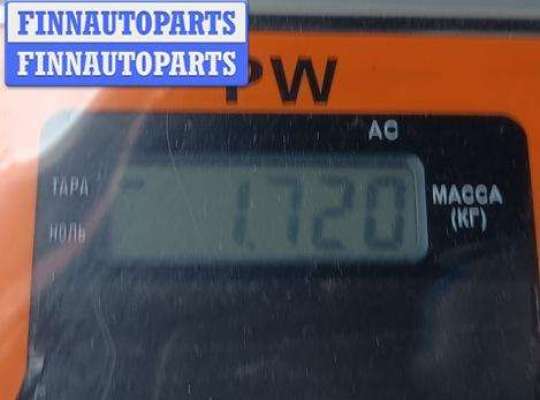 FINNAUTOPARTS
FINNAUTOPARTS
PW
AC
ТАРА
1.720
МАССА
(КГ)
НОЛЬ